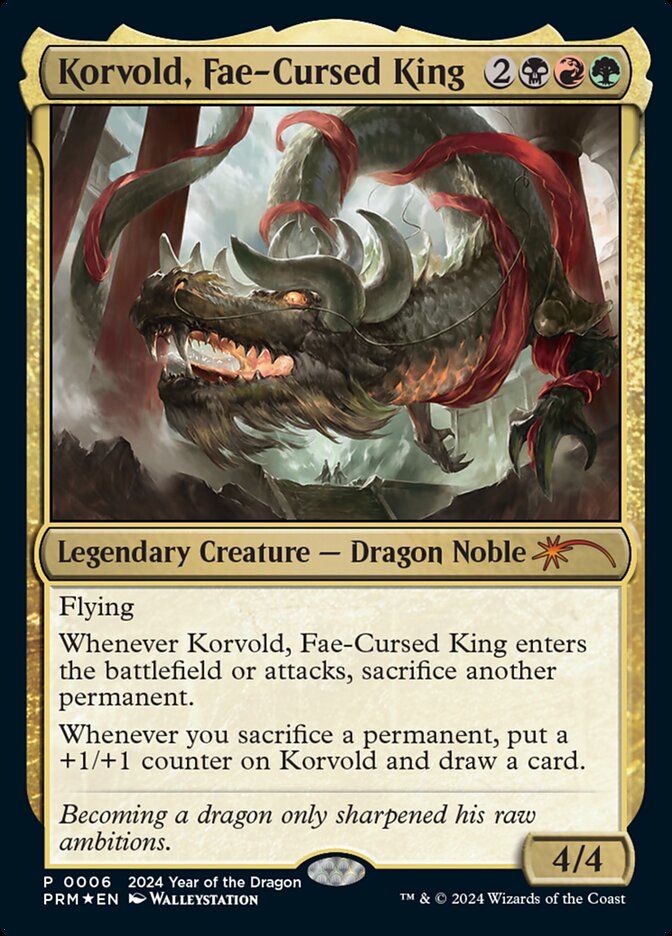 Korvold, Fae-Cursed King 2
Legendary Creature — Dragon Noble
Flying
Whenever Korvold, Fae-Cursed King enters
the battlefield or attacks, sacrifice another
permanent.
Whenever you sacrifice a permanent, put a
+1/+1 counter on Korvold and draw a card.
Becoming a dragon only sharpened his raw
ambitions.
4/4
P 0006 2024 Year of the Dragon
PRM★EN WALLEYSTATION
™ & © 2024 Wizards of the Coast